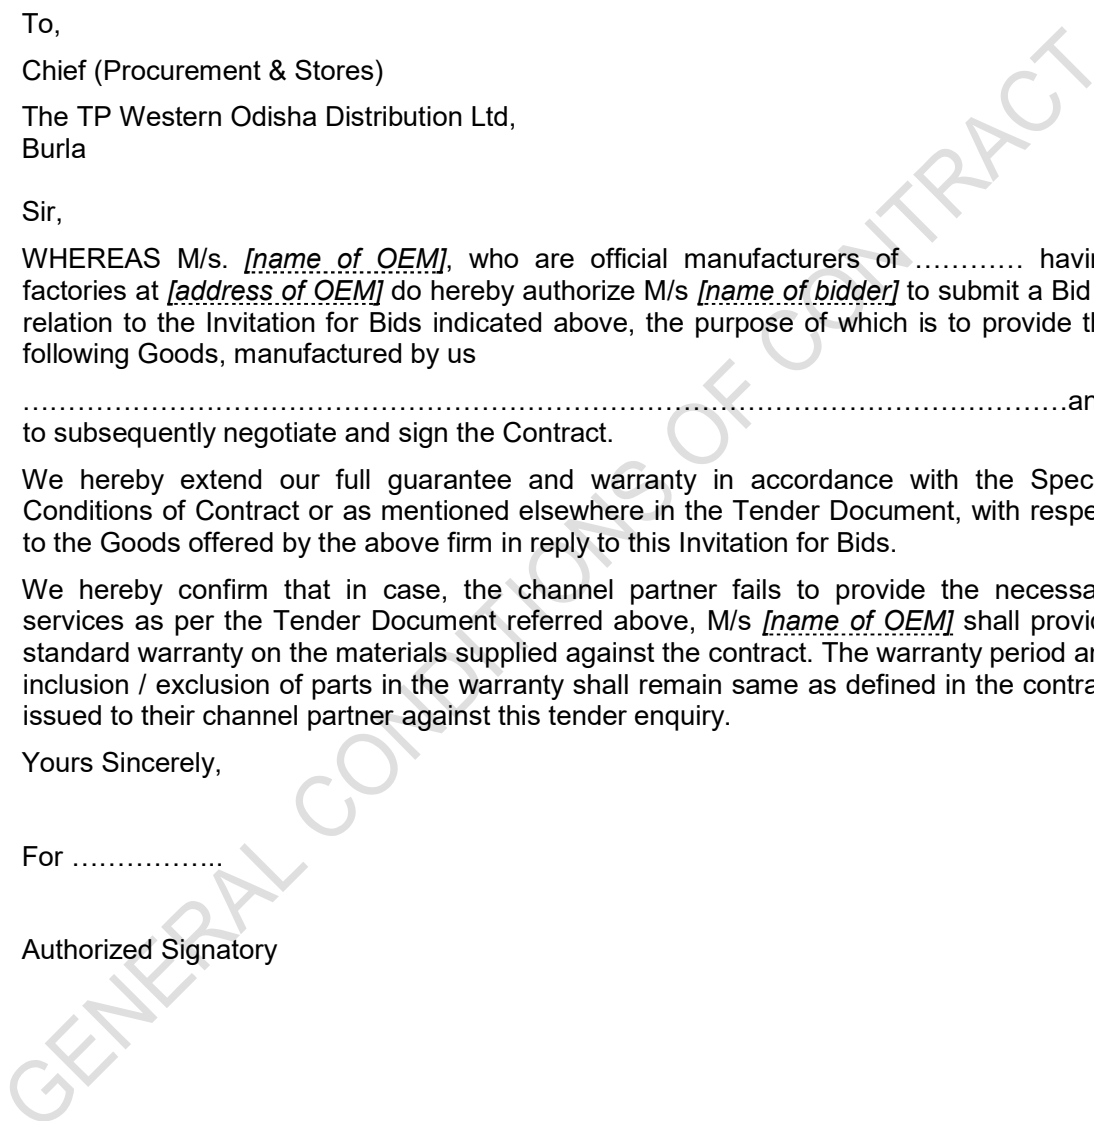 To,
Chief (Procurement & Stores)
The TP Western Odisha Distribution Ltd,
Burla
Sir,
WHEREAS M/s. [name of OEM], who are official manufacturers of ………… havin
factories at [address of OEM] do hereby authorize M/s [name of bidder] to submit a Bid
relation to the Invitation for Bids indicated above, the purpose of which is to provide th
following Goods, manufactured by us
……………………………………………………………………………………………………an
to subsequently negotiate and sign the Contract.
We hereby extend our full guarantee and warranty in accordance with the Spec
Conditions of Contract or as mentioned elsewhere in the Tender Document, with respe
to the Goods offered by the above firm in reply to this Invitation for Bids.
We hereby confirm that in case, the channel partner fails to provide the necessa
services as per the Tender Document referred above, M/s [name of OEM] shall provid
standard warranty on the materials supplied against the contract. The warranty period an
inclusion / exclusion of parts in the warranty shall remain same as defined in the contra
issued to their channel partner against this tender enquiry.
Yours Sincerely,
For ……………..
Authorized Signatory
GENERAL CONDITIONS OF CONTRACT